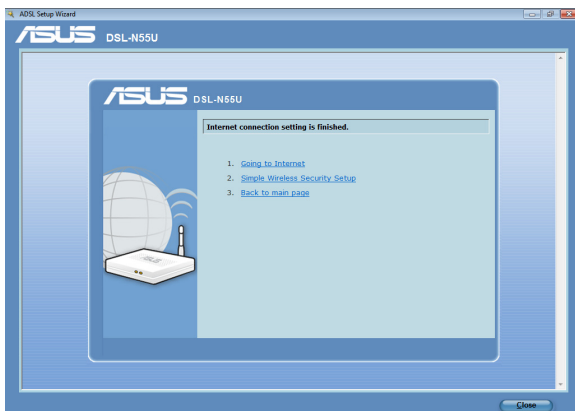 ADSL Setup Wizard
ASUS DSL-N55U
ASUS DSL-N55U
Internet connection setting is finished.
1. Going to Internet
2. Simple Wireless Security Setup
3. Back to main page
ASUS
Close